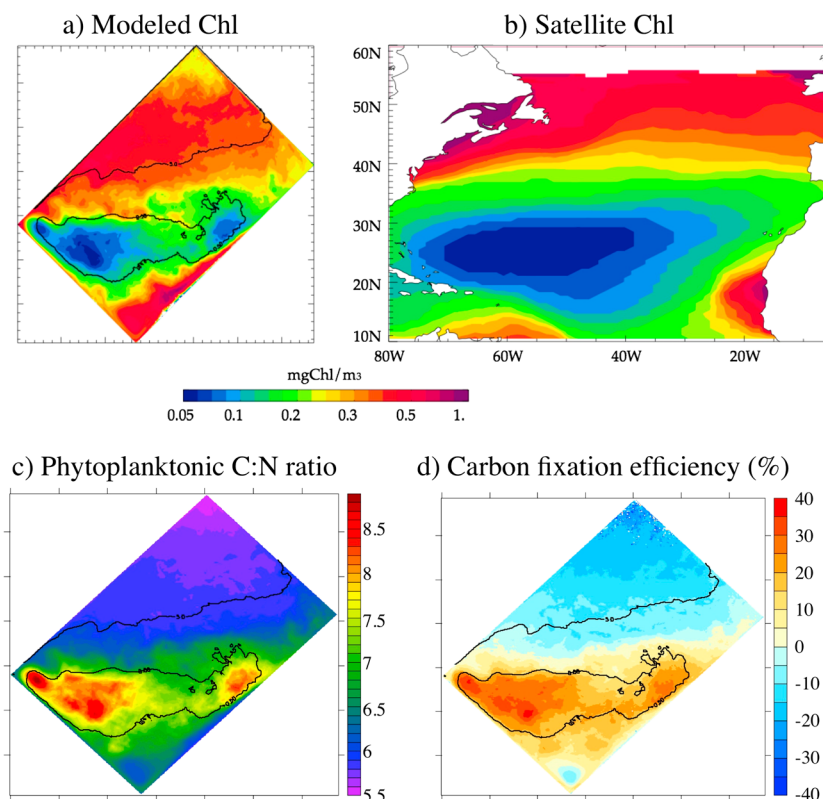 a) Modeled Chl
b) Satellite Chl
60N
50N
40N
30N
20N
10N
80W 60W 40W 20W
mgChl/m3
0.05 0.1 0.2 0.3 0.5 1.
c) Phytoplanktonic C:N ratio
d) Carbon fixation efficiency (%)
8.5
8
7.5
7
6.5
6
5.5
40
30
20
10
0
-10
-20
-30
-40